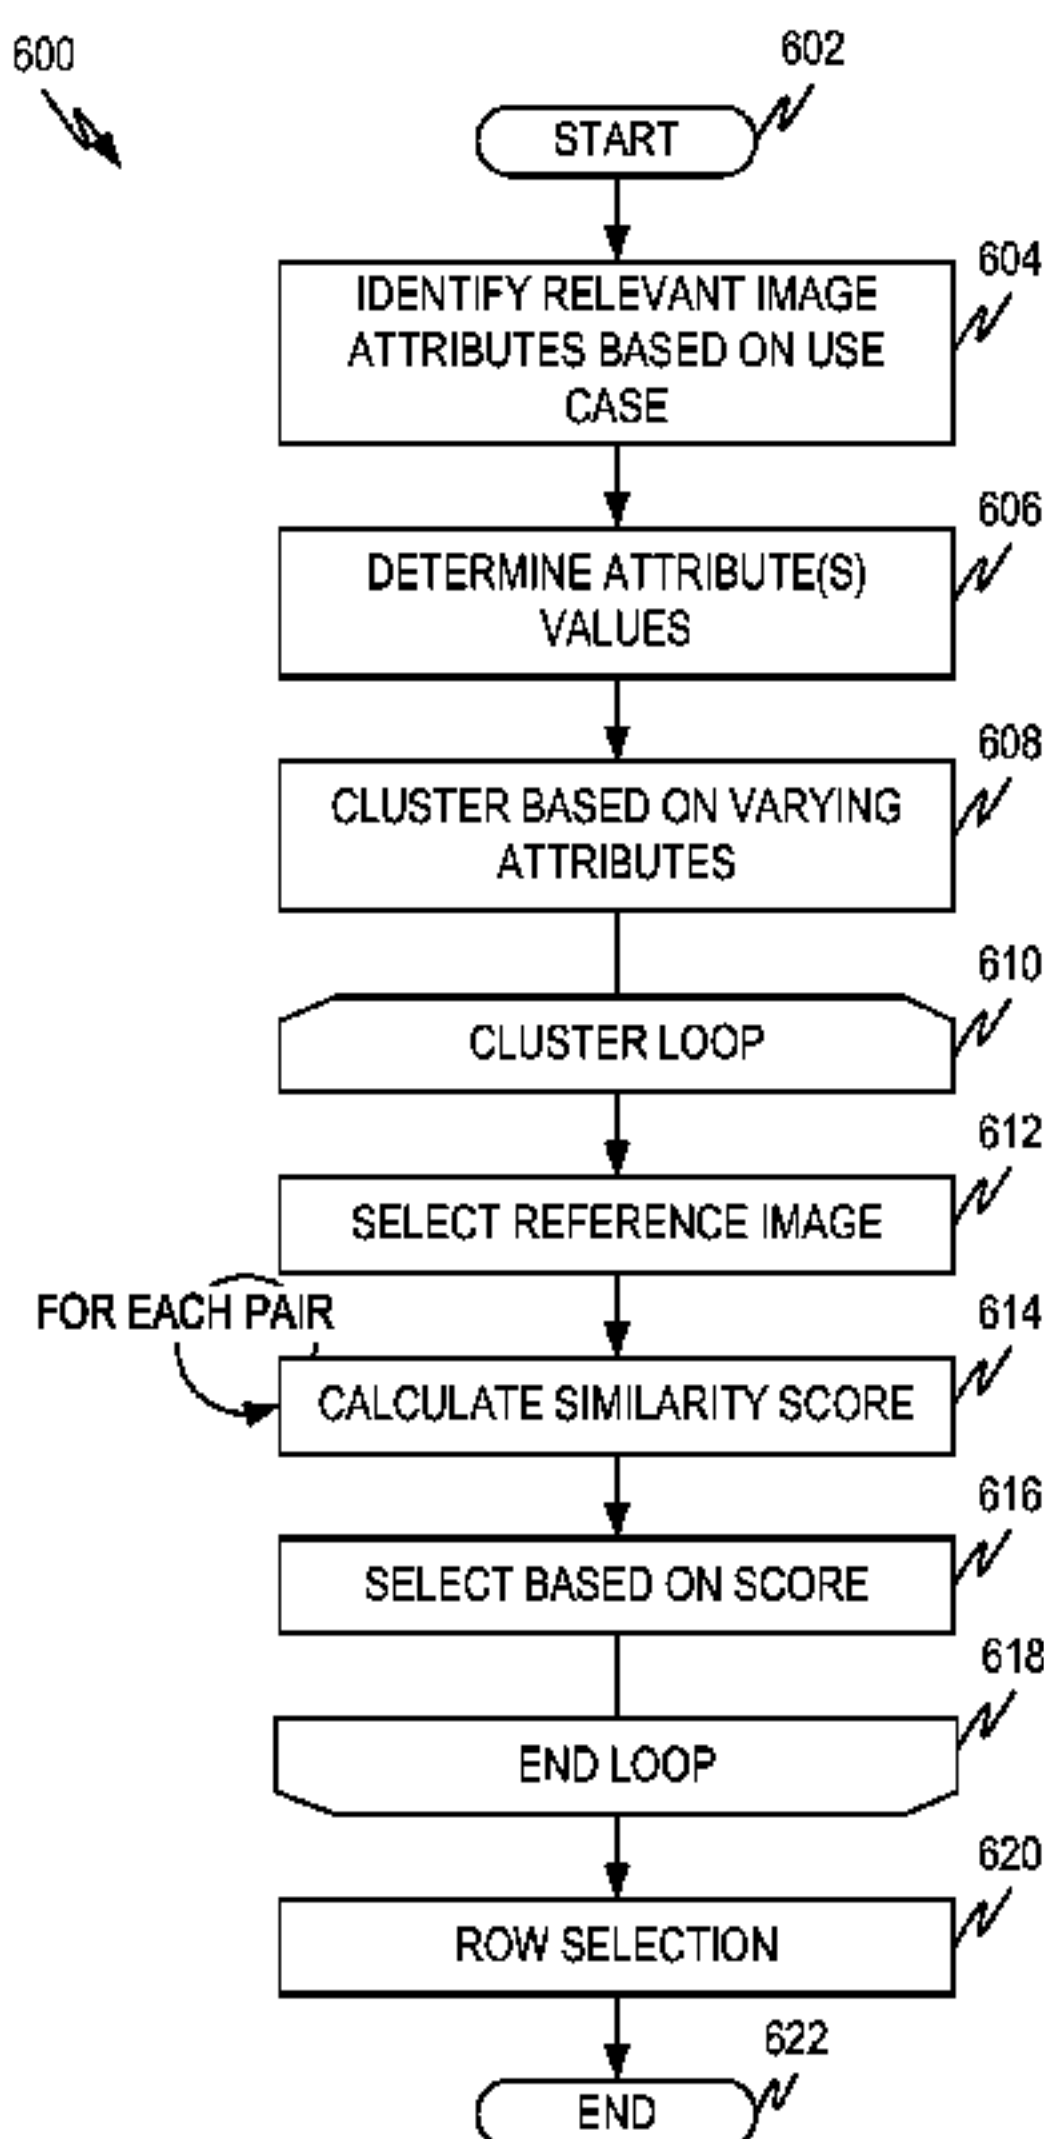 600
602
START
604
IDENTIFY RELEVANT IMAGE
ATTRIBUTES BASED ON USE
CASE
606
DETERMINE ATTRIBUTE(S)
VALUES
608
CLUSTER BASED ON VARYING
ATTRIBUTES
610
CLUSTER LOOP
612
SELECT REFERENCE IMAGE
FOR EACH PAIR
614
CALCULATE SIMILARITY SCORE
616
SELECT BASED ON SCORE
618
END LOOP
620
ROW SELECTION
622
END